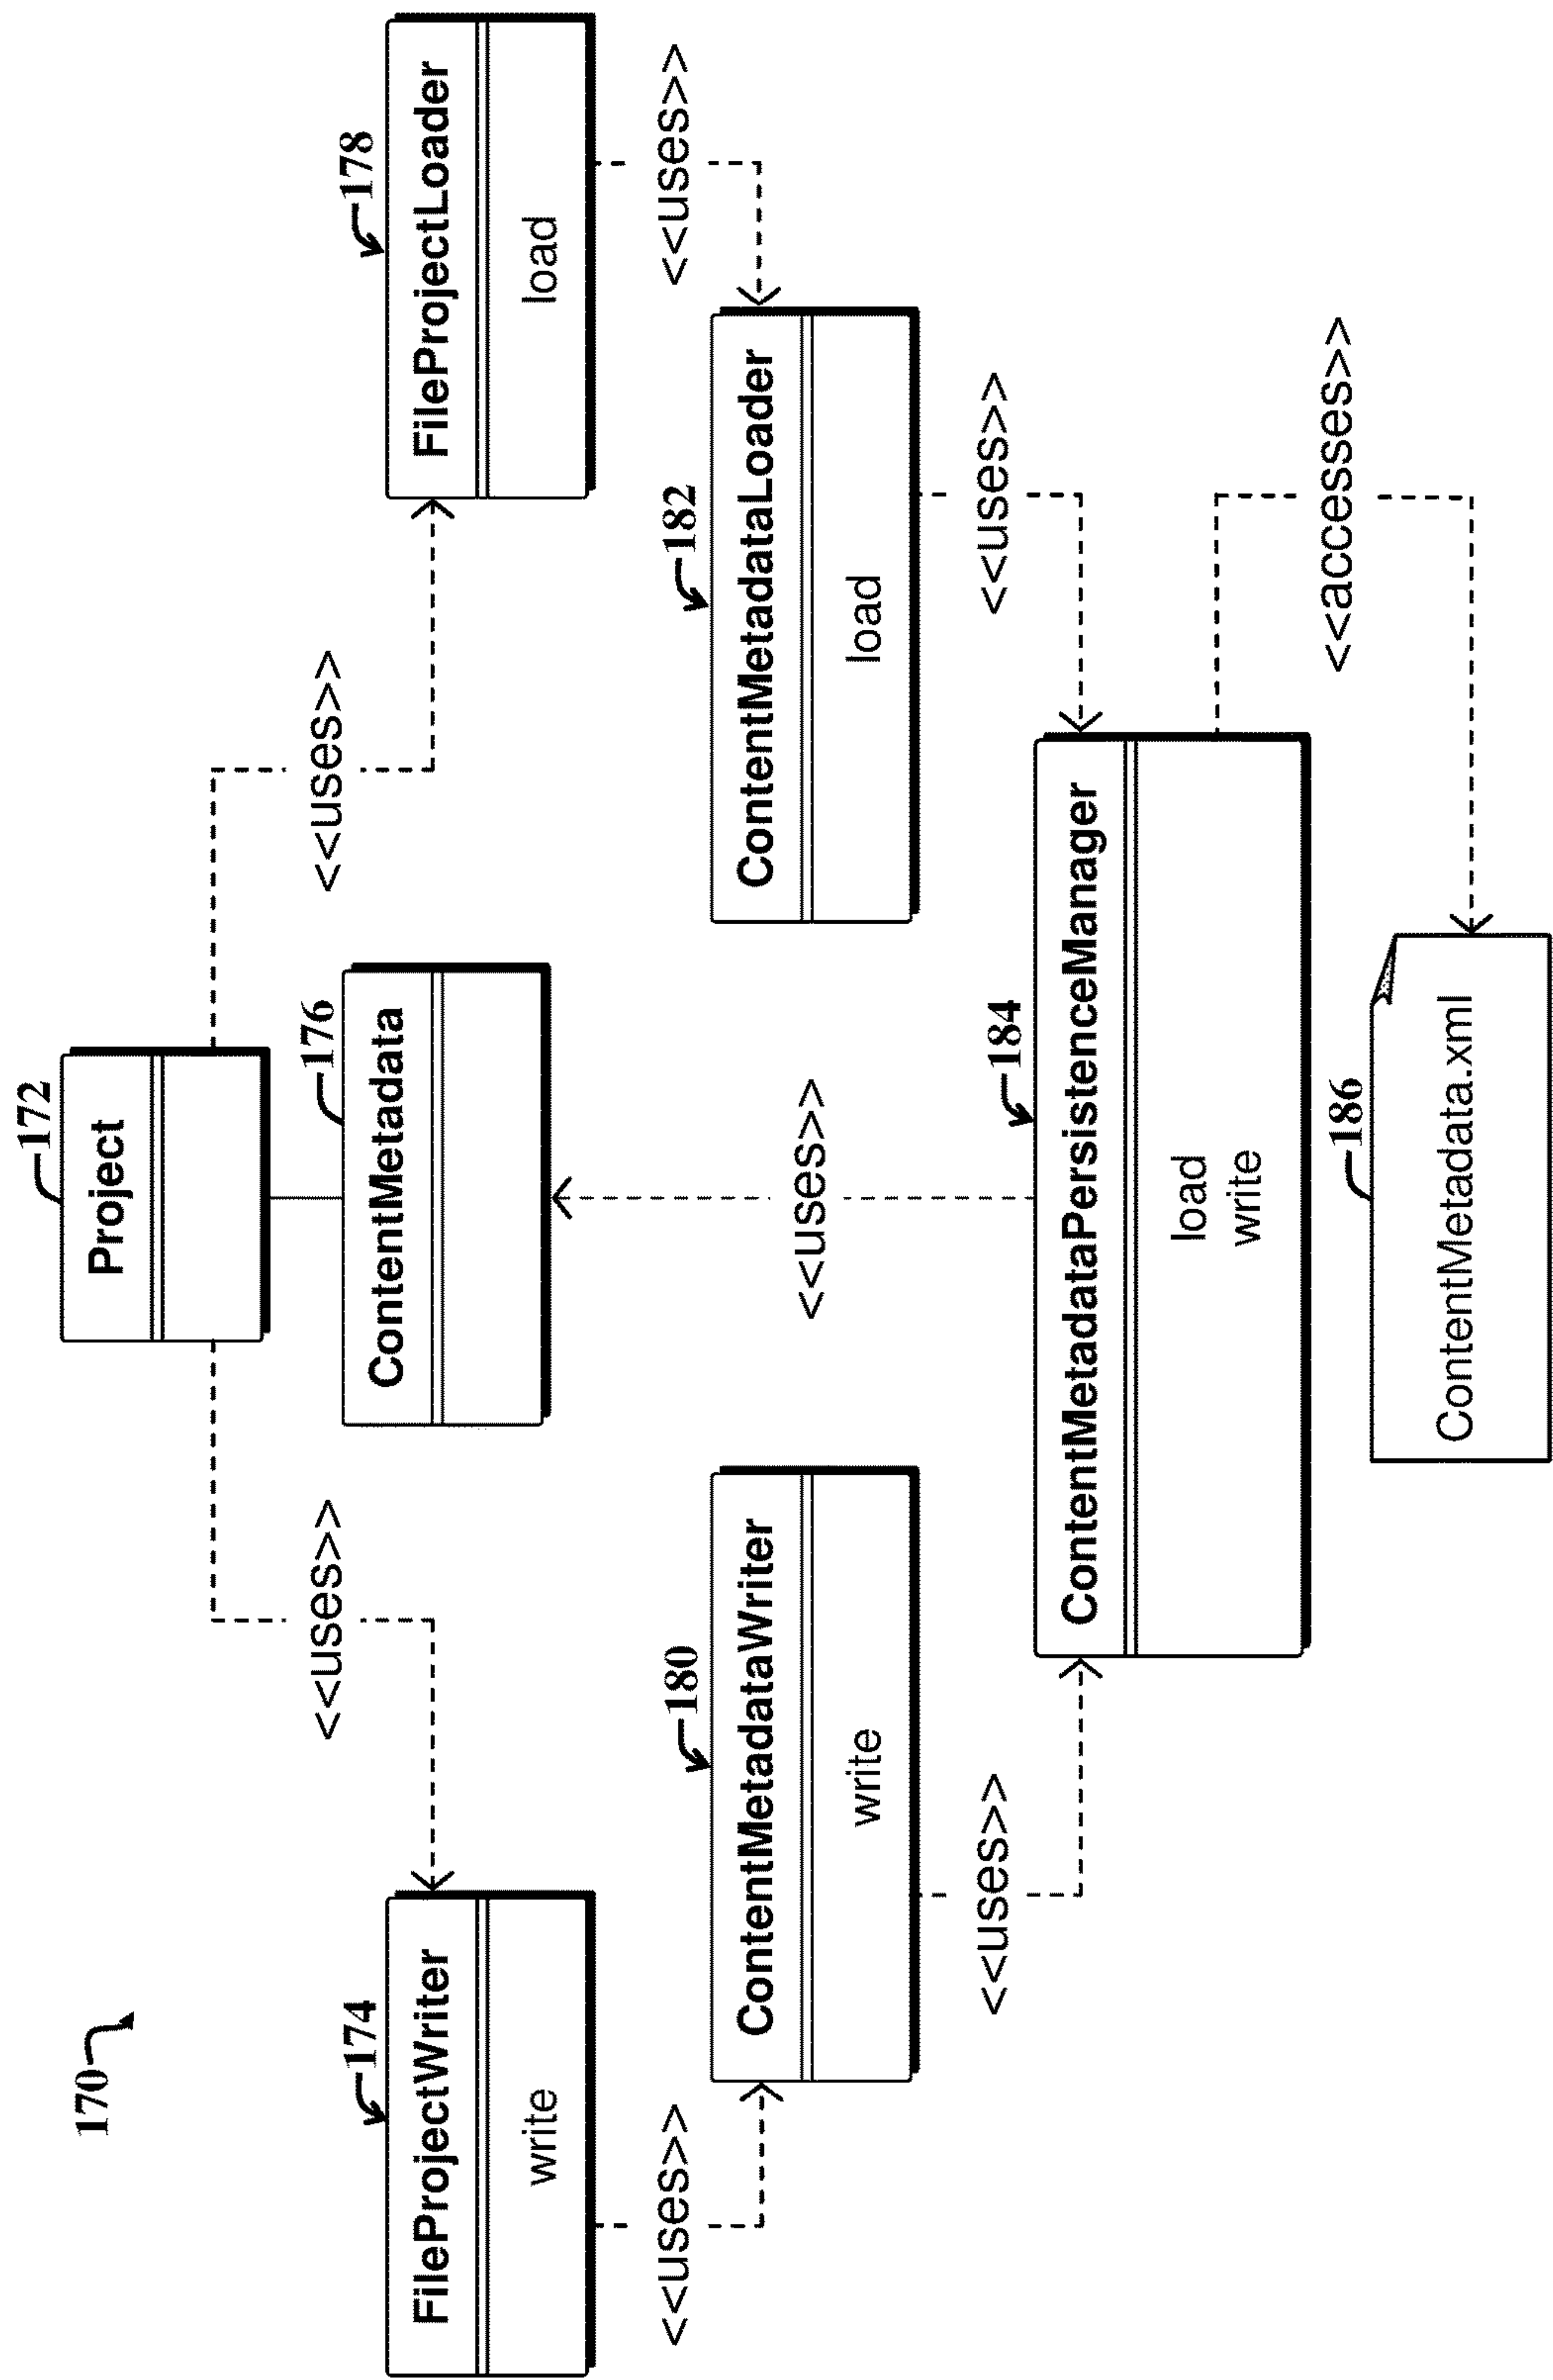 170
172
Project
<<uses>>
<<uses>>
174
FileProjectWriter
write
176
ContentMetadata
178
FileProjectLoader
load
<<uses>>
<<uses>>
180
ContentMetadataWriter
write
<<uses>>
182
ContentMetadataLoader
load
<<uses>>
<<uses>>
184
ContentMetadataPersistenceManager
load
write
<<accesses>>
186
ContentMetadata.xml